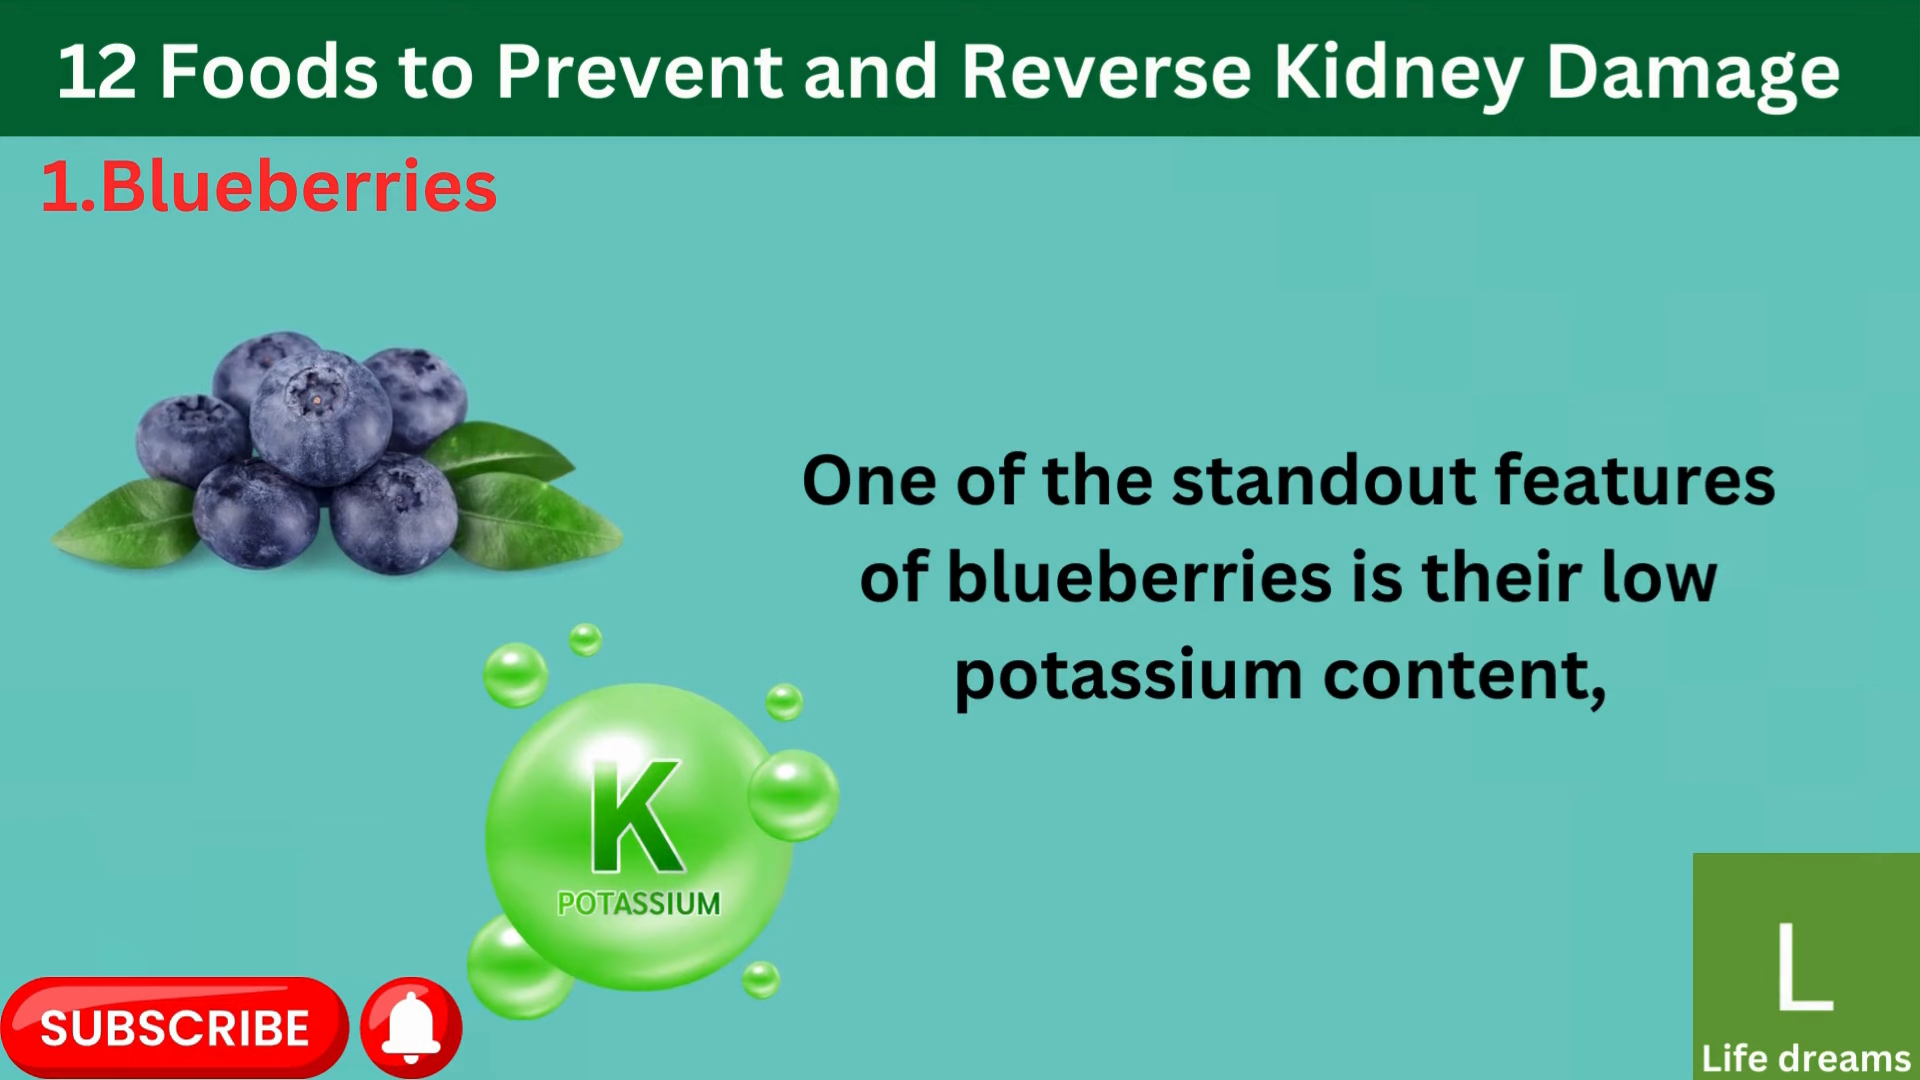 12 Foods to Prevent and Reverse Kidney Damage
1.Blueberries
One of the standout features
of blueberries is their low
potassium content,
K
POTASSIUM
SUBSCRIBE
L
Life dreams